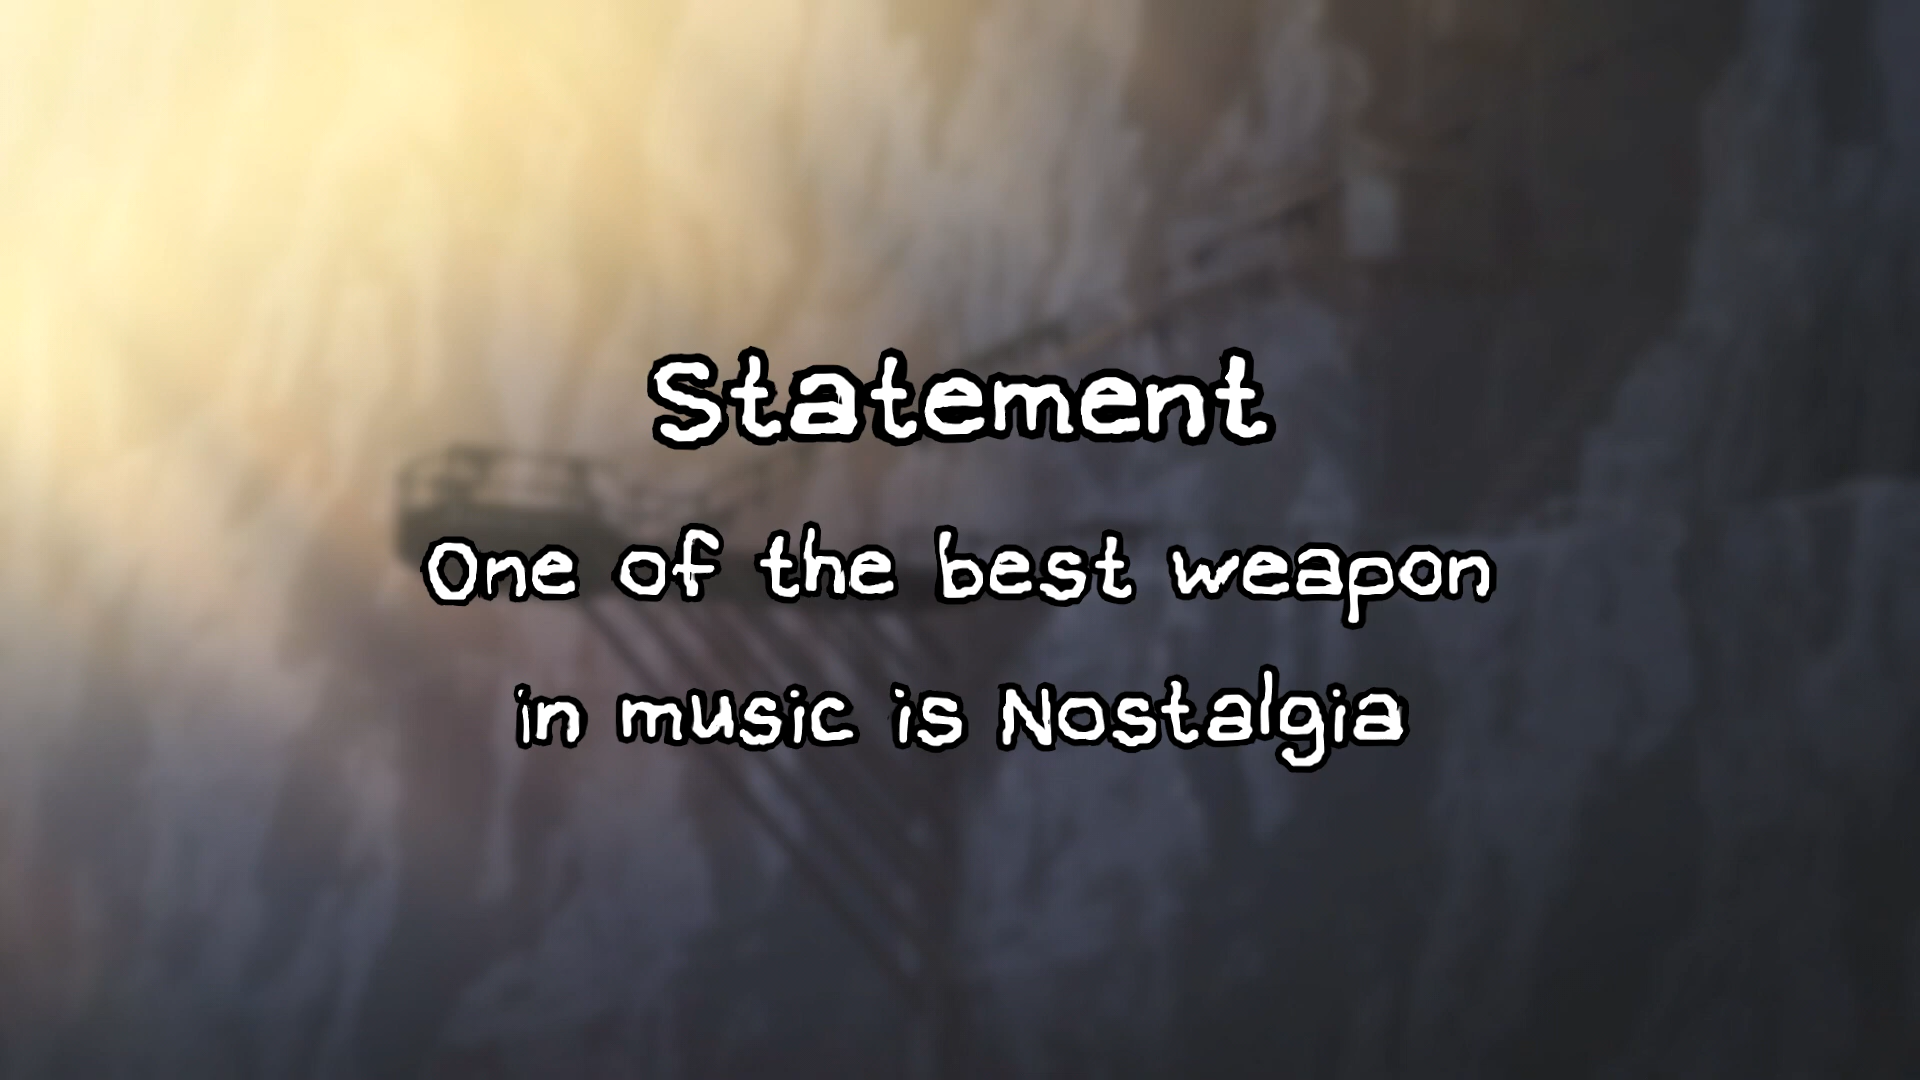 Statement
One of the best weapon
in music is Nostalgia